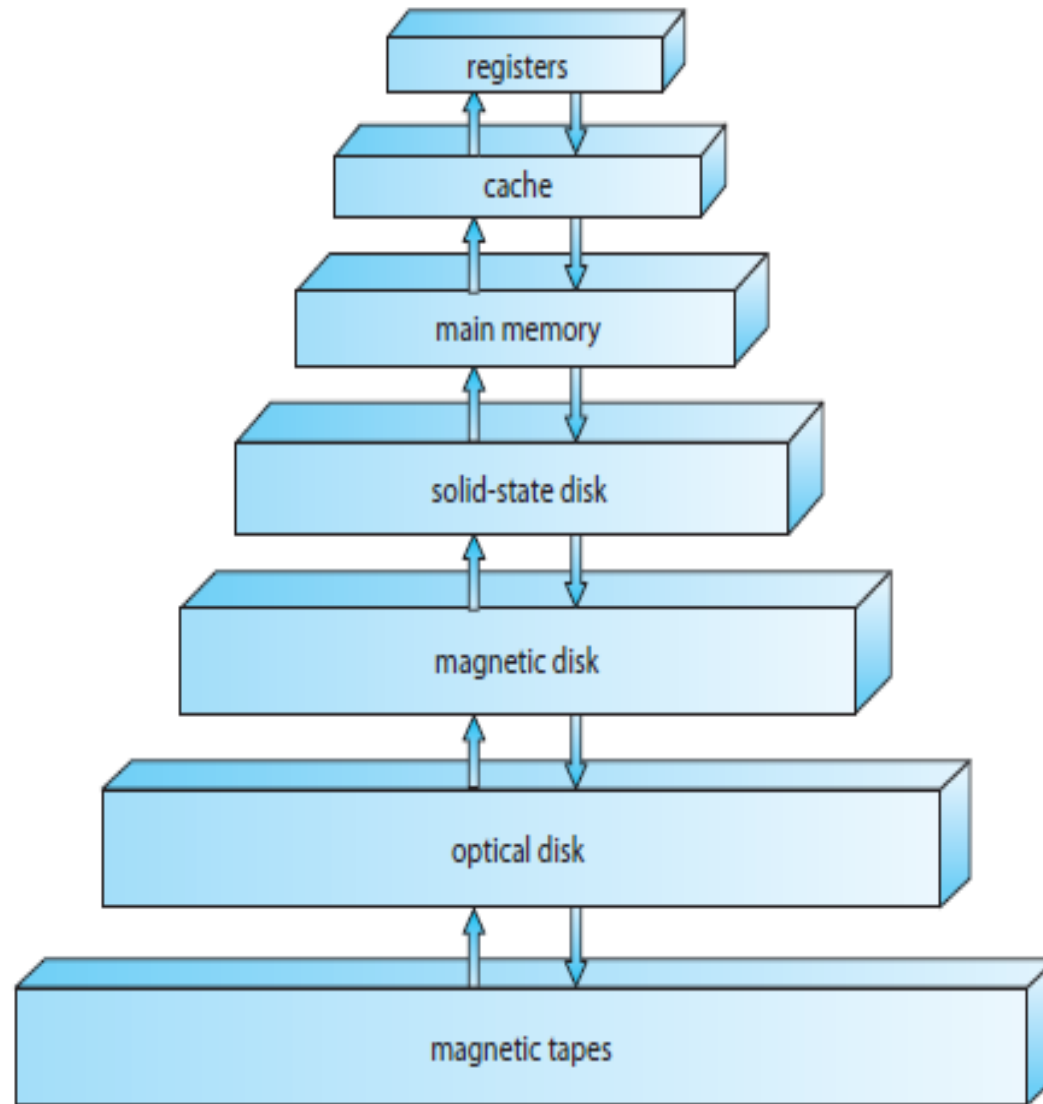 registers
cache
main memory
solid-state disk
magnetic disk
optical disk
magnetic tapes